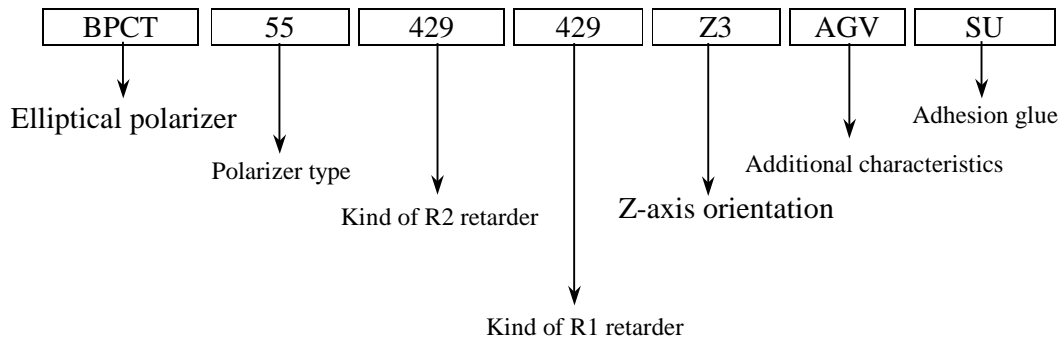 BPCT 55 429 429 Z3 AGV SU
Elliptical polarizer
Adhesion glue
Polarizer type
Additional characteristics
Kind of R2 retarder
Z-axis orientation
Kind of R1 retarder